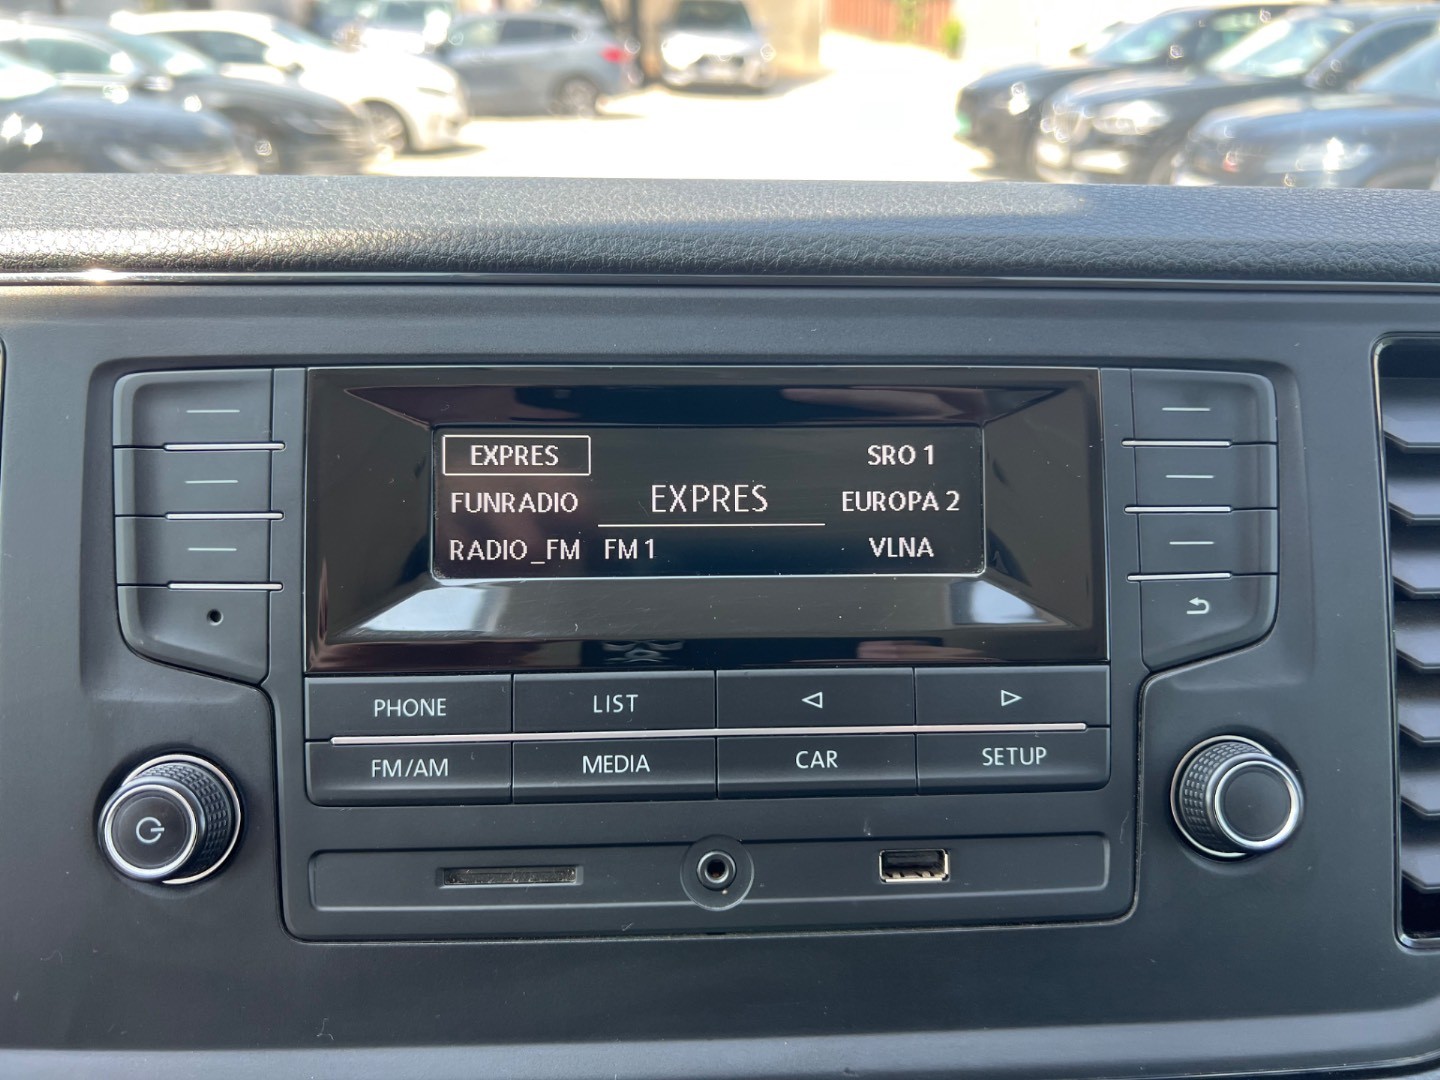 EXPRES
FUNRADIO
RADIO_FM
EXPRES
FM 1
SRO 1
EUROPA 2
VLNA
PHONE
LIST
FM/AM
MEDIA
CAR
SETUP